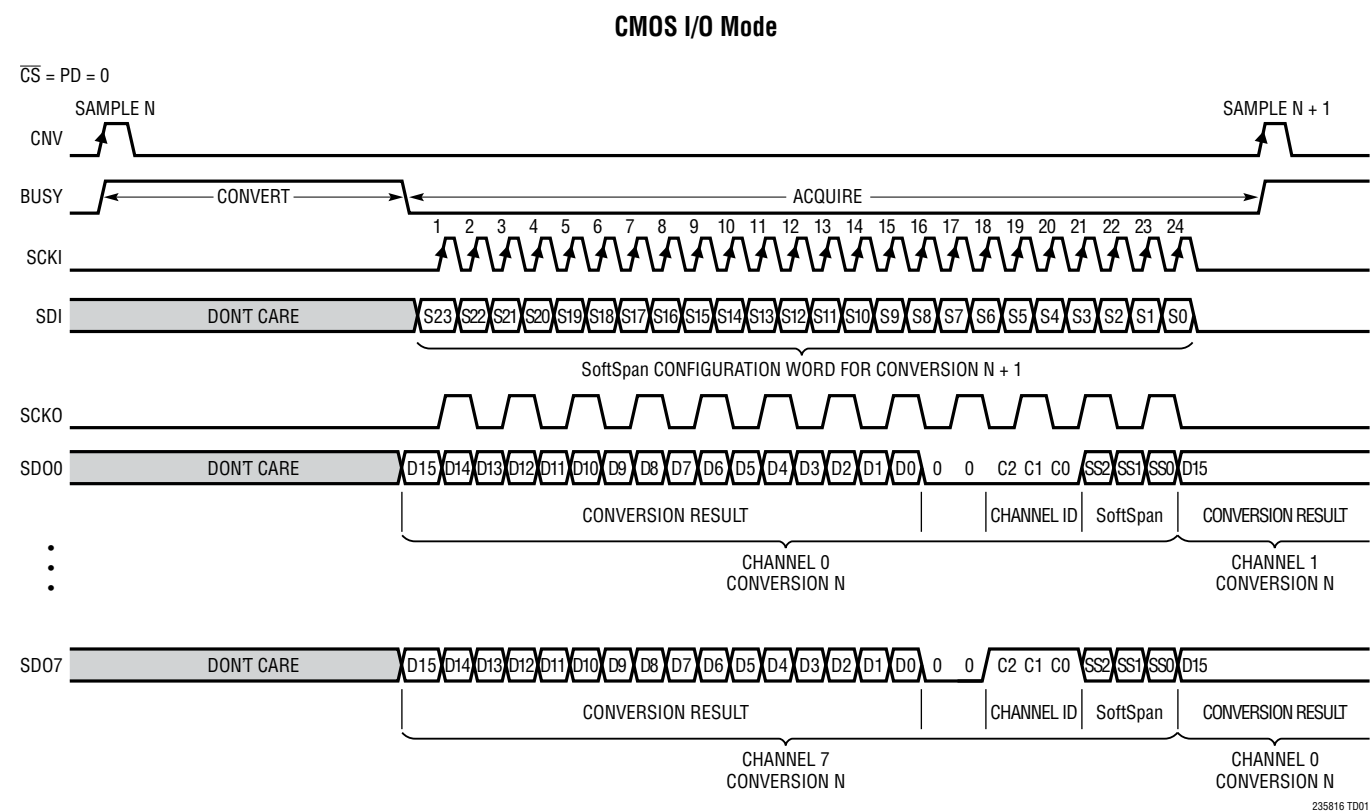 CMOS I/O Mode
CS = PD = 0
SAMPLE N
SAMPLE N + 1
CNV
BUSY
CONVERT
ACQUIRE
1 2 3 4 5 6 7 8 9 10 11 12 13 14 15 16 17 18 19 20 21 22 23 24
SCKI
SDI
DON'T CARE
S23 S22 S21 S20 S19 S18 S17 S16 S15 S14 S13 S12 S11 S10 S9 S8 S7 S6 S5 S4 S3 S2 S1 S0
SoftSpan CONFIGURATION WORD FOR CONVERSION N + 1
SCKO
SDO0
DON'T CARE
D15 D14 D13 D12 D11 D10 D9 D8 D7 D6 D5 D4 D3 D2 D1 D0 0 0 C2 C1 C0 SS2 SS1 SS0 D15
CONVERSION RESULT
CHANNEL ID
SoftSpan
CONVERSION RESULT
CHANNEL 0
CONVERSION N
CHANNEL 1
CONVERSION N
SDO7
DON'T CARE
D15 D14 D13 D12 D11 D10 D9 D8 D7 D6 D5 D4 D3 D2 D1 D0 0 0 C2 C1 C0 SS2 SS1 SS0 D15
CONVERSION RESULT
CHANNEL ID
SoftSpan
CONVERSION RESULT
CHANNEL 7
CONVERSION N
CHANNEL 0
CONVERSION N
235816 TD01